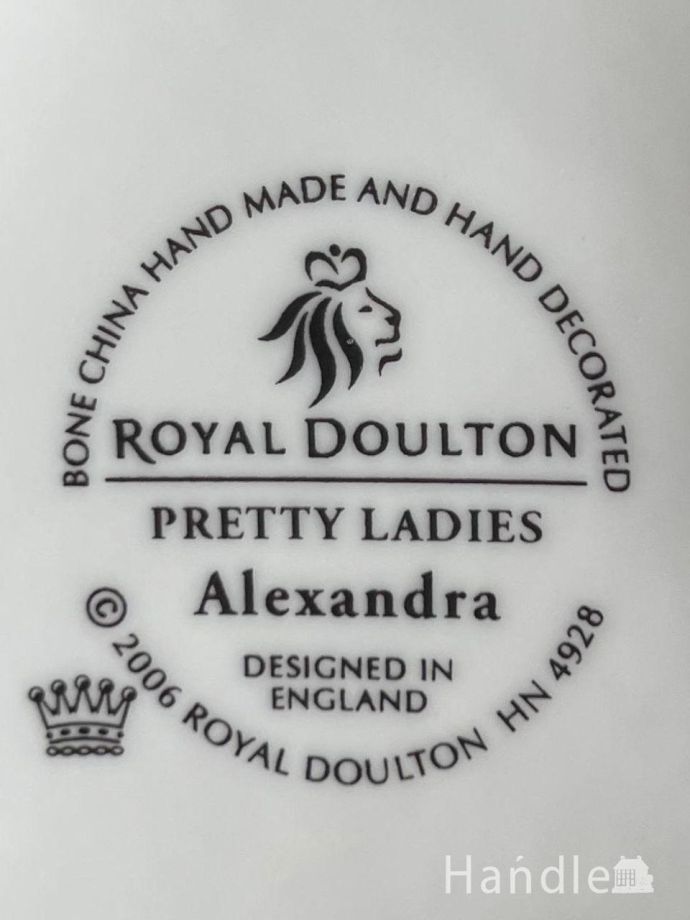 BONE CHINA HAND MADE AND HAND DECORATED
ROYAL DOULTON
PRETTY LADIES
Alexandra
DESIGNED IN
ENGLAND
© 2006 ROYAL DOULTON HN 4928
Hańdle